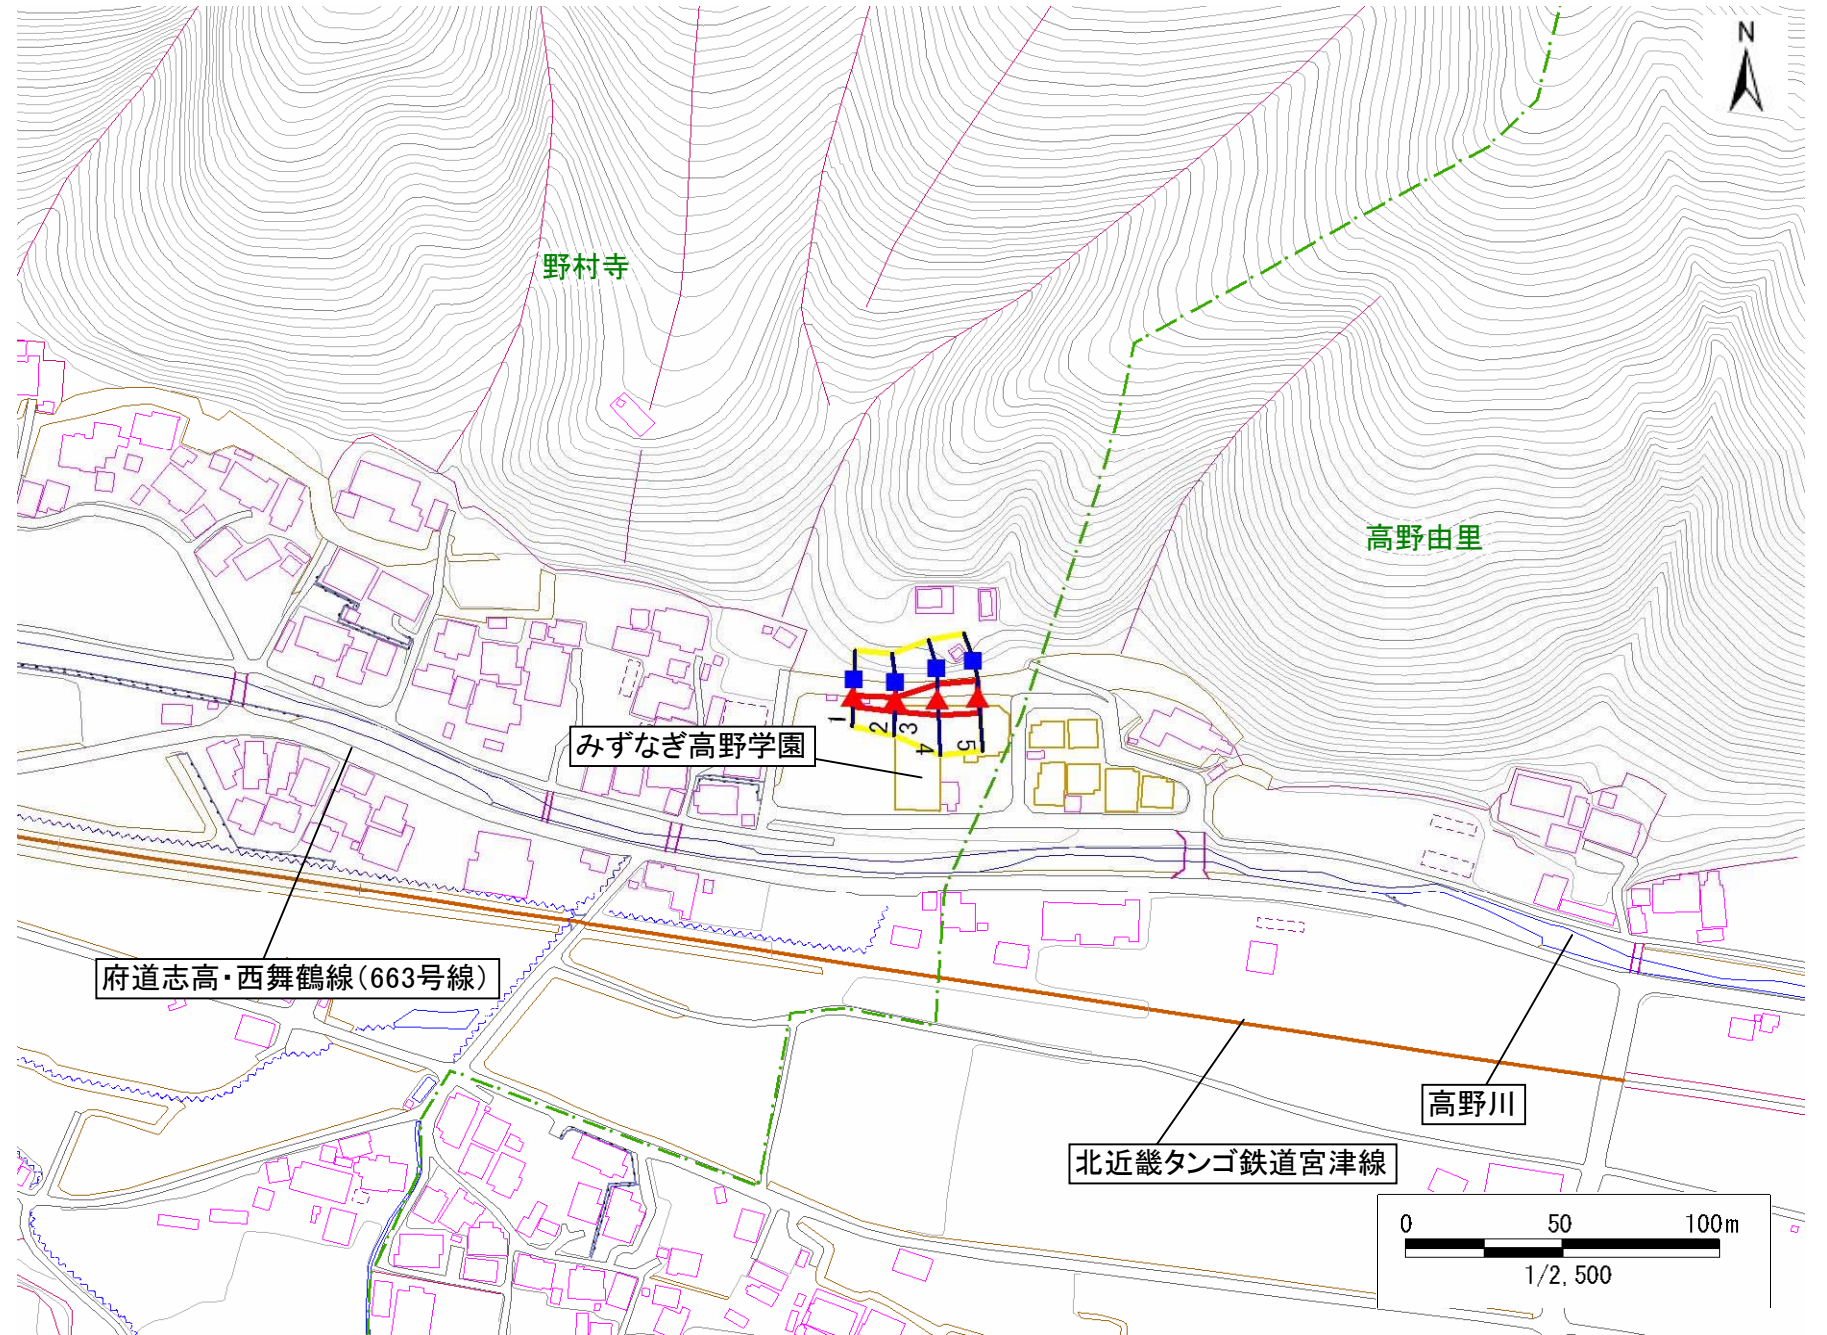 N
野村寺
高野由里
1
2
3
4
5
みずなぎ高野学園
府道志高・西舞鶴線(663号線)
高野川
北近畿タンゴ鉄道宮津線
0 50 100m
1/2,500